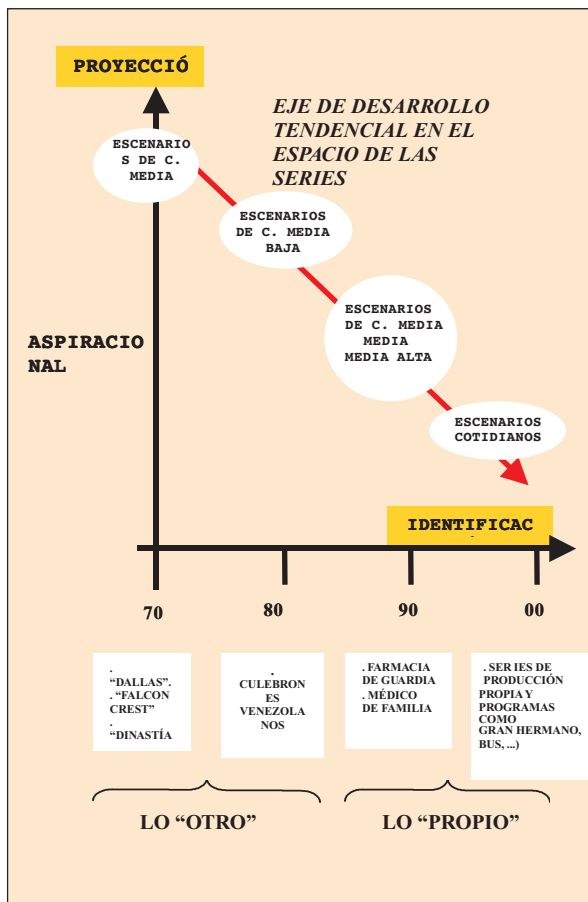 PROYECCIÓ
EJE DE DESARROLLO
TENDENCIAL EN EL
ESPACIO DE LAS
SERIES
ESCENARIO
S DE C.
MEDIA
ESCENARIOS
DE C. MEDIA
BAJA
ESCENARIOS
DE C. MEDIA
MEDIA
MEDIA ALTA
ASPIRACIO
NAL
ESCENARIOS
COTIDIANOS
IDENTIFICAC
70
80
90
00
.
“DALLAS”.
. “FALCON
CREST”
.
“DINASTÍA
.
CULEBRON
ES
VENEZOLA
NOS
. FARMACIA
DE GUARDIA
. MÉDICO
DE FAMILIA
. SERIES DE
PRODUCCIÓN
PROPIA Y
PROGRAMAS
COMO
GRAN HERMANO,
BUS, ...)
LO “OTRO”
LO “PROPIO”